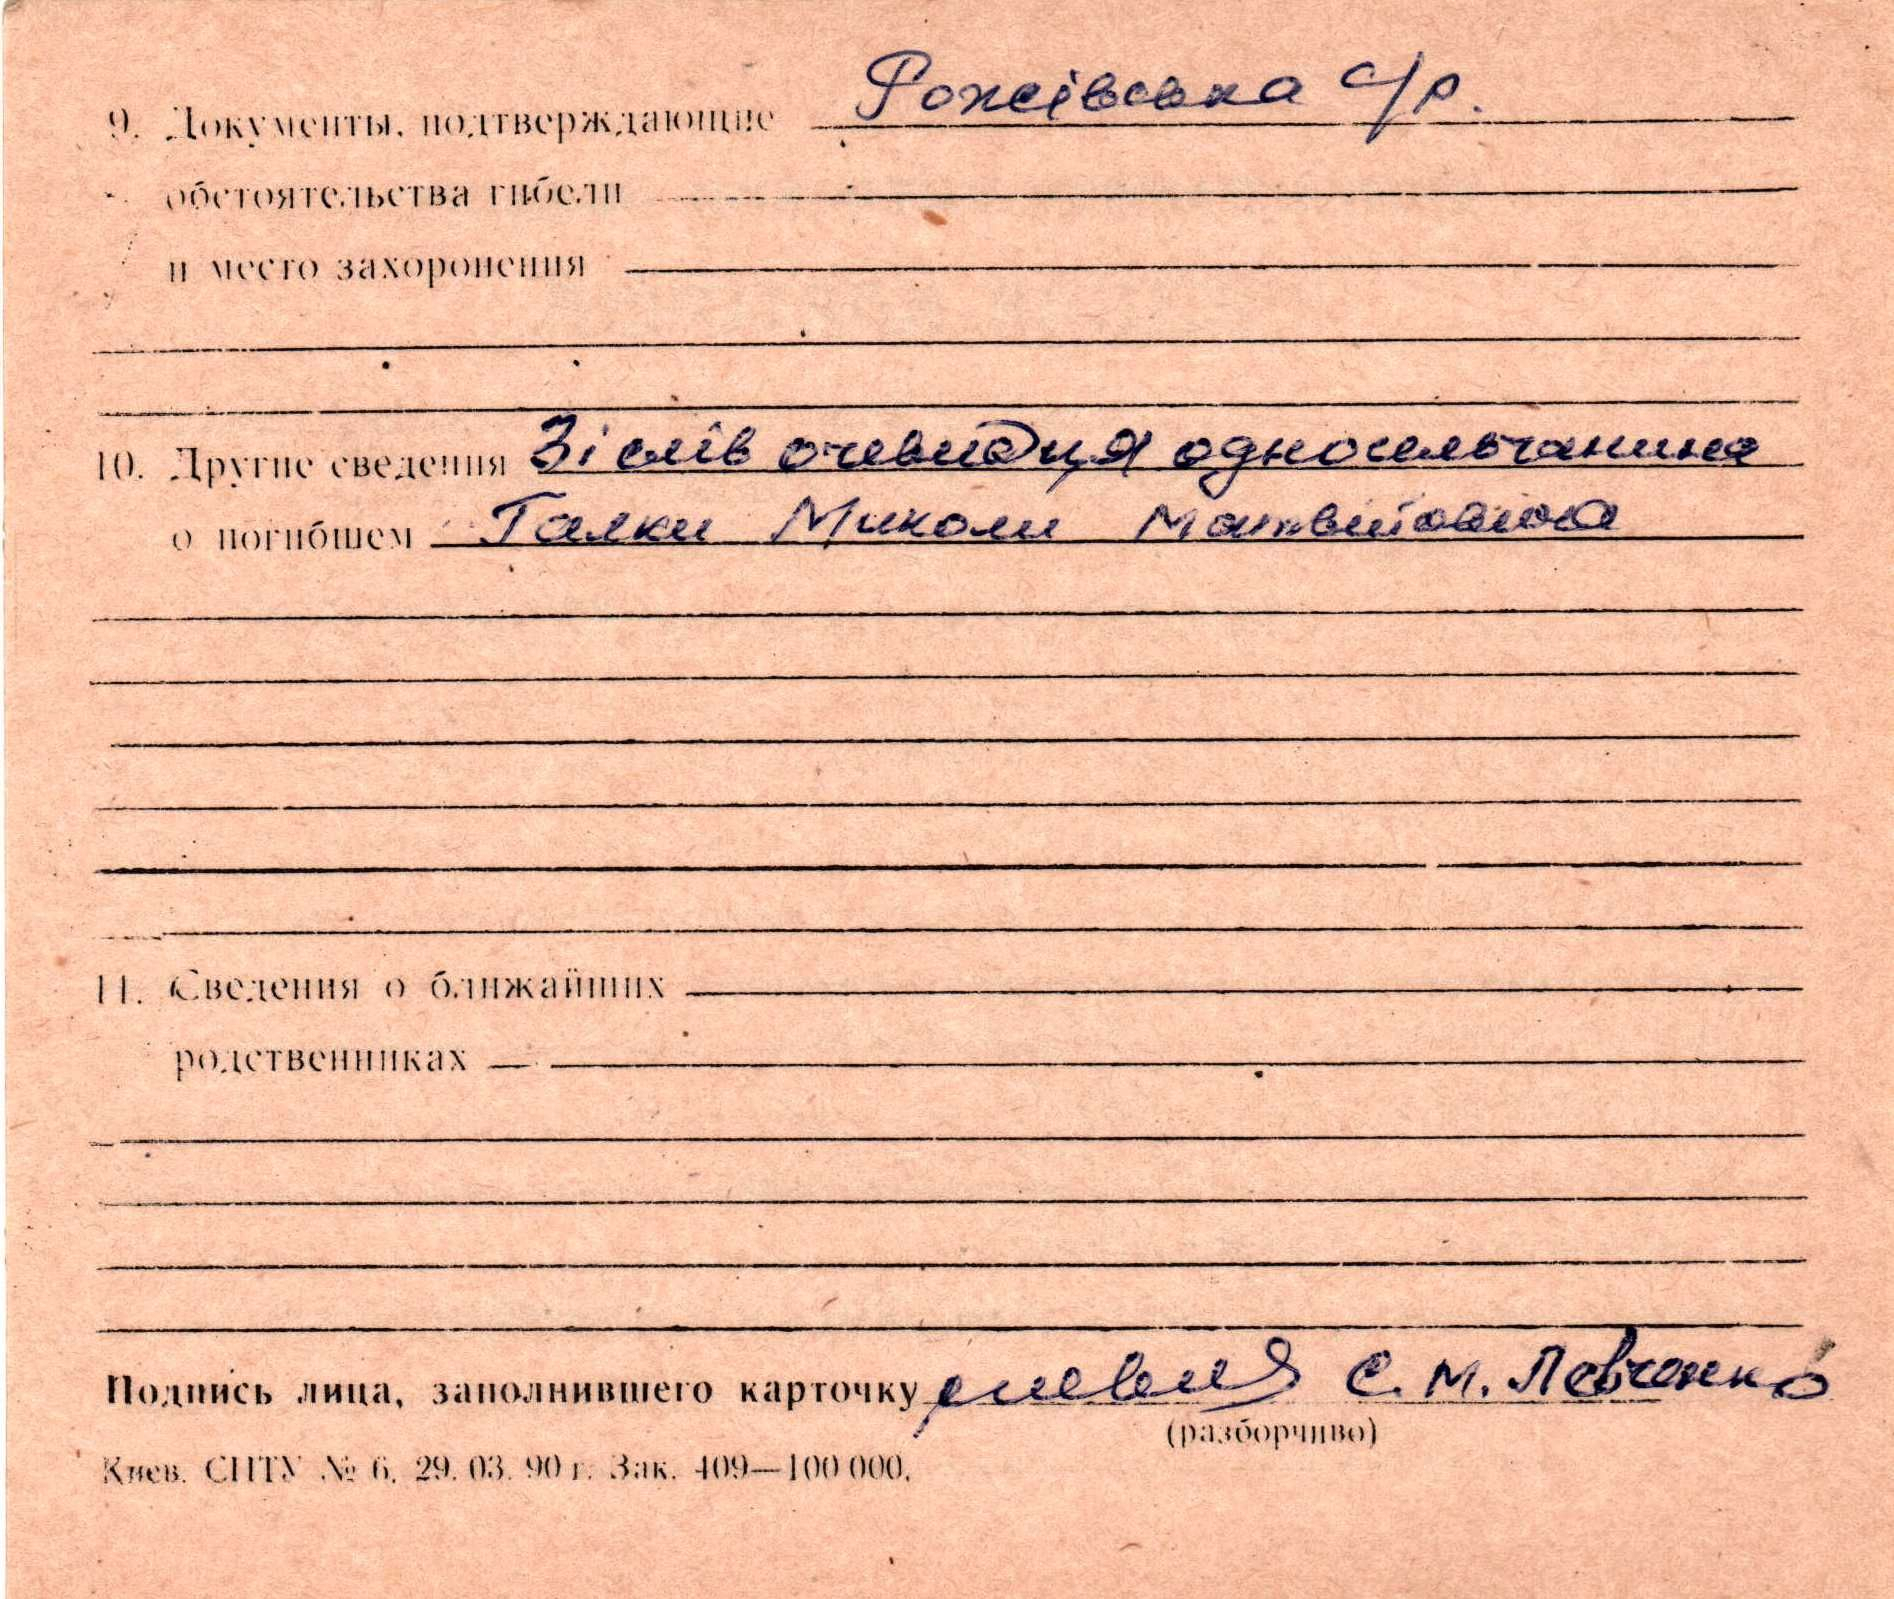 9. Документы, подтверждающие Рожівська с/р.
обстоятельства гибели
и место захоронения
10. Другие сведения Зі слів очевидця односельчанина
о погибшем Галки Миколи Матвійовича
11. Сведения о ближайших
родственниках
Подпись лица, заполнившего карточку С. М. Левченко
(разборчиво)
Киев. СПТУ № 6. 29. 03. 90 г. Зак. 409—100 000.